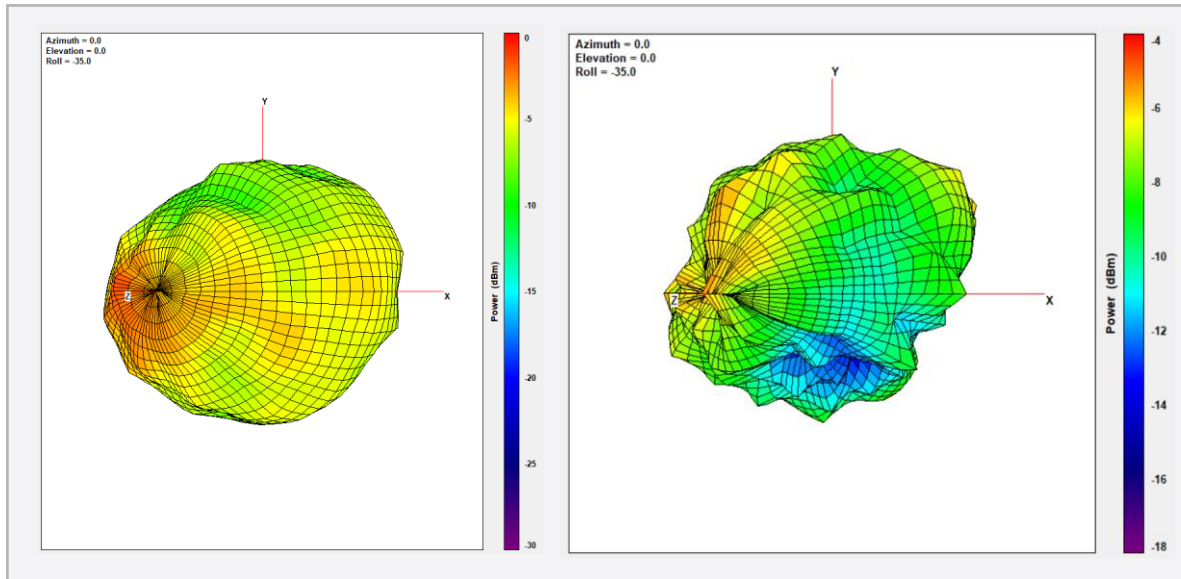 Azimuth = 0.0
Elevation = 0.0
Roll = -35.0
Y
X
Z
0
-5
-10
-15
-20
-25
-30
Power (dBm)
Azimuth = 0.0
Elevation = 0.0
Roll = -35.0
Y
X
Z
-4
-6
-8
-10
-12
-14
-16
-18
Power (dBm)